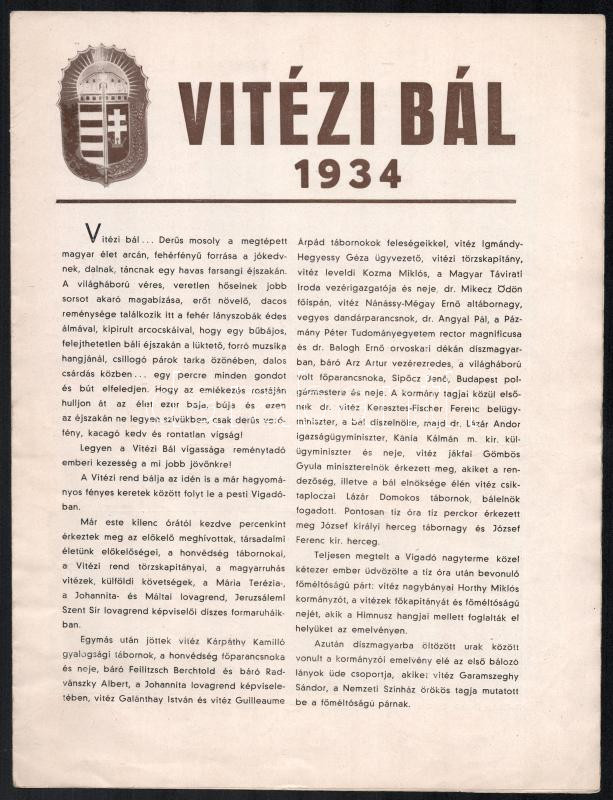 VITÉZI BÁL
1934
Vitézi bál... Derűs mosoly a megtépett
magyar élet arcán, fehérfényű forrása a jókedv-
nek, dalnak, táncnak egy havas farsangi éjszakán.
A világháború véres, veretlen hőseinek jobb
sorsot akaró magabízása, erőt növelő, dacos
reménysége találkozik itt a fehér lányszobák édes
álmával, kipirult arcocskáival, hogy egy bűbájos,
felejthetetlen báli éjszakán a lüktető, forró muzsika
hangjánál, csillogó párok tarka özönében, dalos
csárdás közben... egy percre minden gondot
és bút elfeledjen. Hogy az emlékezés rostáján
hulljon át az élet ezer baja, búja és ezen
az éjszakán ne legyen szívükben, csak derűs verő-
fény, kacagó kedv és rontatlan vígság!
Legyen a Vitézi Bál vigassága reménytadó
emberi kezesség a mi jobb jövőnkre!
A Vitézi rend bálja az idén is a már hagyomá-
nyos fényes keretek között folyt le a pesti Vigadó-
ban.
Már este kilenc órától kezdve percenkint
érkeztek meg az előkelő meghívottak, társadalmi
életünk előkelőségei, a honvédség tábornokai,
a Vitézi rend törzskapitányai, a magyarruhás
vitézek, külföldi követségek, a Mária Terézia-,
a Johannita- és Máltai lovagrend, Jeruzsálemi
Szent Sir lovagrend képviselői díszes formaruháik-
ban.
Egymás után jöttek vitéz Kárpáthy Kamilló
gyalogsági tábornok, a honvédség főparancsnoka
és neje, báró Feilitzsch Berchtold és báró Rad-
vánszky Albert, a Johannita lovagrend képvisele-
tében, vitéz Galánthay István és vitéz Guilleaume
Árpád tábornokok feleségeikkel, vitéz Igmándy-
Hegyessy Géza ügyvezető, vitézi törzskapitány,
vitéz leveldi Kozma Miklós, a Magyar Távirati
Iroda vezérigazgatója és neje, dr. Mikecz Ödön
főispán, vitéz Nánássy-Mégay Ernő altábornagy,
vegyes dandárparancsnok, dr. Angyal Pál, a Páz-
mány Péter Tudományegyetem rector magnificusa
és dr. Balogh Ernő orvoskari dékán díszmagyar-
ban, báró Arz Artur vezérezredes, a világháború
volt főparancsnoka, Sipőcz Jenő, Budapest pol-
gármestere és neje. A kormány tagjai közül első-
nek dr. vitéz Keresztes-Fischer Ferenc belügy-
miniszter, a bál díszelnöke, majd dr. Lázár Andor
igazságügyminiszter, Kánia Kálmán m. kir. kül-
ügyminiszter és neje, vitéz jákfai Gömbös
Gyula miniszterelnök érkezett meg, akiket a ren-
dezőség, illetve a bál elnöksége élén vitéz csik-
taploczai Lázár Domokos tábornok, bálelnök
fogadott. Pontosan tíz óra tíz perckor érkezett
meg József királyi herceg tábornagy és József
Ferenc kir. herceg.
Teljesen megtelt a Vigadó nagyterme közel
kétezer ember üdvözölte a tíz óra után bevonuló
főméltóságú párt: vitéz nagybányai Horthy Miklós
kormányzót, a vitézek főkapitányát és főméltóságú
nejét, akik a Himnusz hangjai mellett foglalták el
helyüket az emelvényen.
Azután díszmagyarba öltözött urak között
vonult a kormányzói emelvény elé az első bálozó
lányok üde csoportja, akiket vitéz Garamszeghy
Sándor, a Nemzeti Színház örökös tagja mutatott
be a főméltóságú párnak.